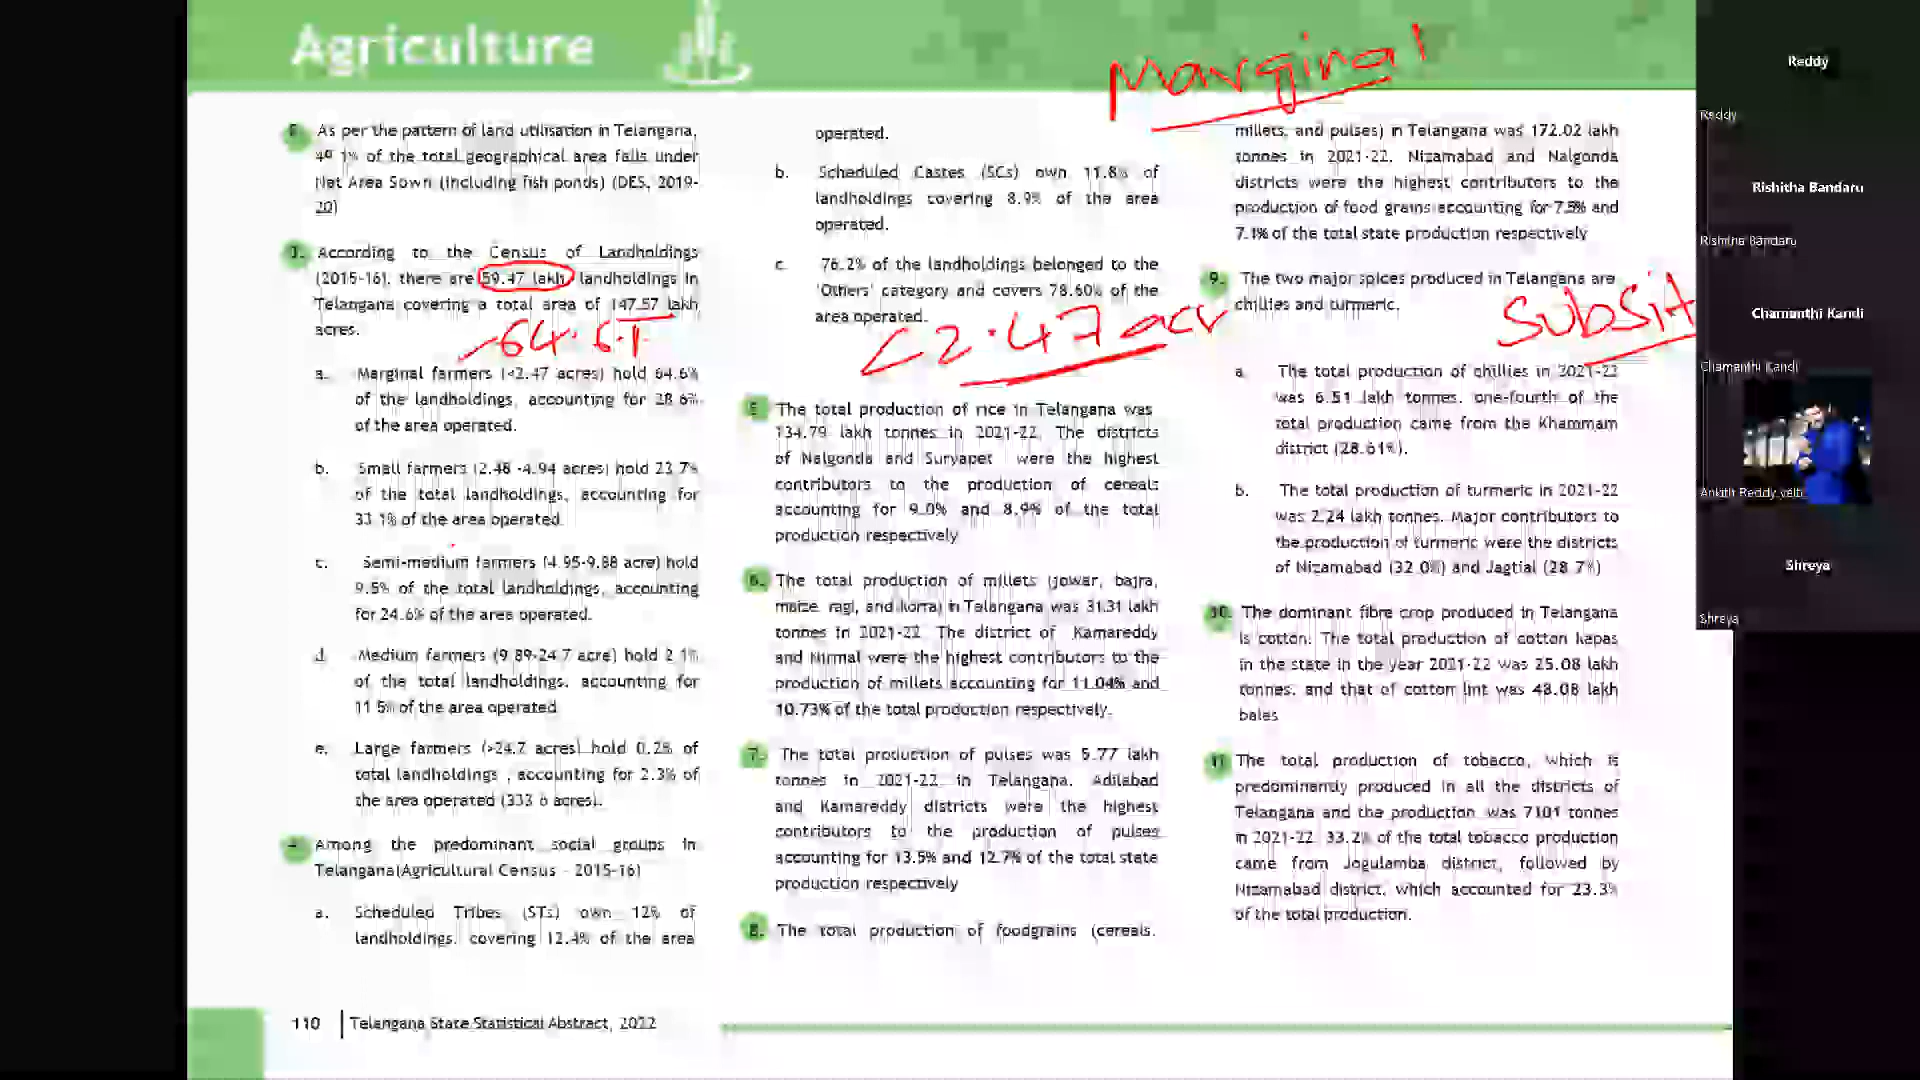 Agriculture
Marginal
As per the pattern of land utilisation in Telangana,
of the total geographical area falls under
Net Area Sown (including fish ponds) (DES, 2019-
20)
3. According to the Census of Landholdings
(2015-16), there are 59.47 lakh landholdings in
Telangana covering a total area of 147.57 lakh
acres.
64.6%
a. Marginal farmers (<2.47 acres) hold 64.6%
of the landholdings, accounting for 28.6%
of the area operated.
b. Small farmers (2.48 -4.94 acres) hold 23.7%
of the total landholdings, accounting for
33.1% of the area operated.
c. Semi-medium farmers (4.95-9.88 acre) hold
9.5% of the total landholdings, accounting
for 24.6% of the area operated.
d. Medium farmers (9.89-24.7 acre) hold 2.1%
of the total landholdings, accounting for
11.5% of the area operated
e. Large farmers (>24.7 acres) hold 0.2% of
total landholdings , accounting for 2.3% of
the area operated (333.6 acres).
4. Among the predominant social groups in
Telangana(Agricultural Census - 2015-16)
a. Scheduled Tribes (STs) own 12% of
landholdings, covering 12.4% of the area
operated.
b. Scheduled Castes (SCs) own 11.8% of
landholdings covering 8.9% of the area
operated.
c. 76.2% of the landholdings belonged to the
'Others' category and covers 78.60% of the
area operated.
<2.47 acr
5. The total production of rice in Telangana was
134.79 lakh tonnes in 2021-22. The districts
of Nalgonda and Suryapet were the highest
contributors to the production of cereals
accounting for 9.0% and 8.9% of the total
production respectively
6. The total production of millets (jowar, bajra,
maize, ragi, and korra) in Telangana was 31.31 lakh
tonnes in 2021-22. The district of Kamareddy
and Nirmal were the highest contributors to the
production of millets accounting for 11.04% and
10.73% of the total production respectively.
7. The total production of pulses was 5.77 lakh
tonnes in 2021-22 in Telangana. Adilabad
and Kamareddy districts were the highest
contributors to the production of pulses
accounting for 13.5% and 12.7% of the total state
production respectively
8. The total production of foodgrains (cereals,
millets, and pulses) in Telangana was 172.02 lakh
tonnes in 2021-22. Nizamabad and Nalgonda
districts were the highest contributors to the
production of food grains accounting for 7.5% and
7.1% of the total state production respectively
9. The two major spices produced in Telangana are
chillies and turmeric.
Subsit
a. The total production of chillies in 2021-22
was 6.51 lakh tonnes, one-fourth of the
total production came from the Khammam
district (28.61%).
b. The total production of turmeric in 2021-22
was 2.24 lakh tonnes. Major contributors to
the production of turmeric were the districts
of Nizamabad (32.0%) and Jagtial (28.7%)
10. The dominant fibre crop produced in Telangana
is cotton. The total production of cotton kapas
in the state in the year 2021-22 was 25.08 lakh
tonnes, and that of cotton lint was 48.08 lakh
bales
11. The total production of tobacco, which is
predominantly produced in all the districts of
Telangana and the production was 7101 tonnes
in 2021-22. 33.2% of the total tobacco production
came from Jogulamba district, followed by
Nizamabad district, which accounted for 23.3%
of the total production.
110 Telangana State Statistical Abstract, 2022
Reddy
Reddy
Rishitha Bandaru
Rishitha Bandaru
Chamanthi Kandi
Chamanthi Kandi
Ankith Reddy
Shreya
Shreya